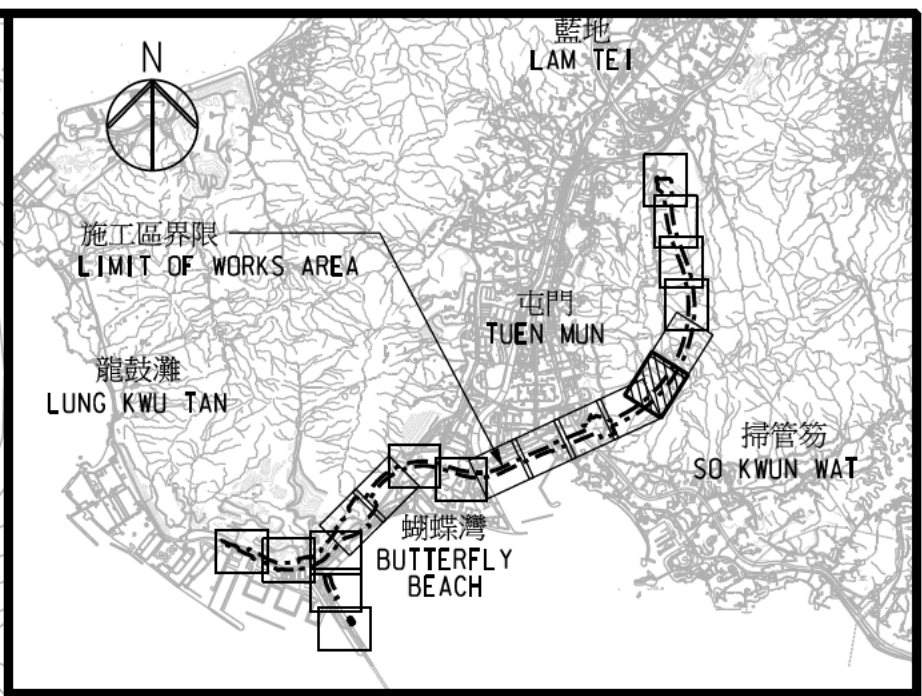 藍地
LAM TEI
N
施工區界限
LIMIT OF WORKS AREA
屯門
TUEN MUN
龍鼓灘
LUNG KWU TAN
掃管笏
SO KWUN WAT
蝴蝶灣
BUTTERFLY
BEACH